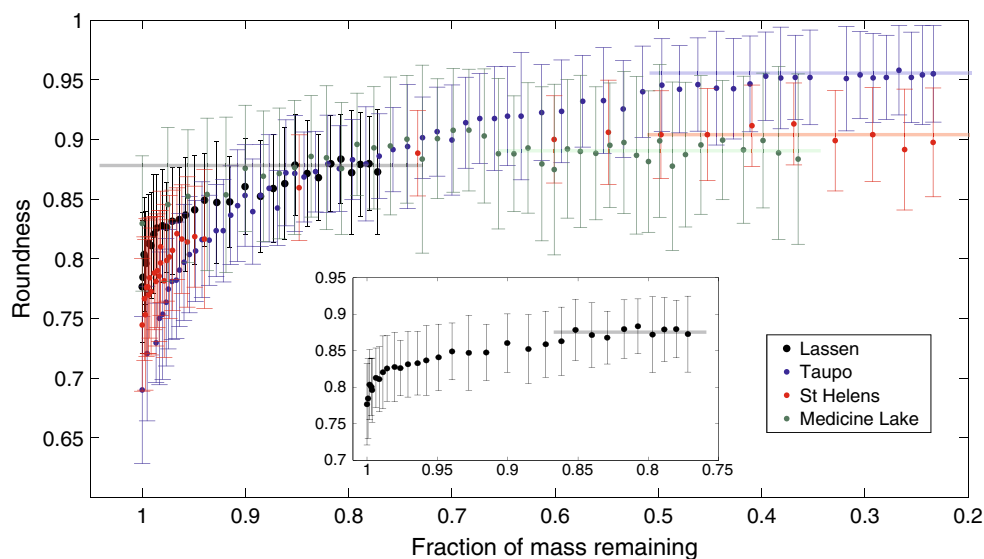 1
0.95
0.9
0.85
0.8
0.75
0.7
0.65
Roundness
0.95
0.9
0.85
0.8
0.7
1 0.95 0.9 0.85 0.8 0.75
Lassen
Taupo
St Helens
Medicine Lake
1 0.9 0.8 0.7 0.6 0.5 0.4 0.3 0.2
Fraction of mass remaining